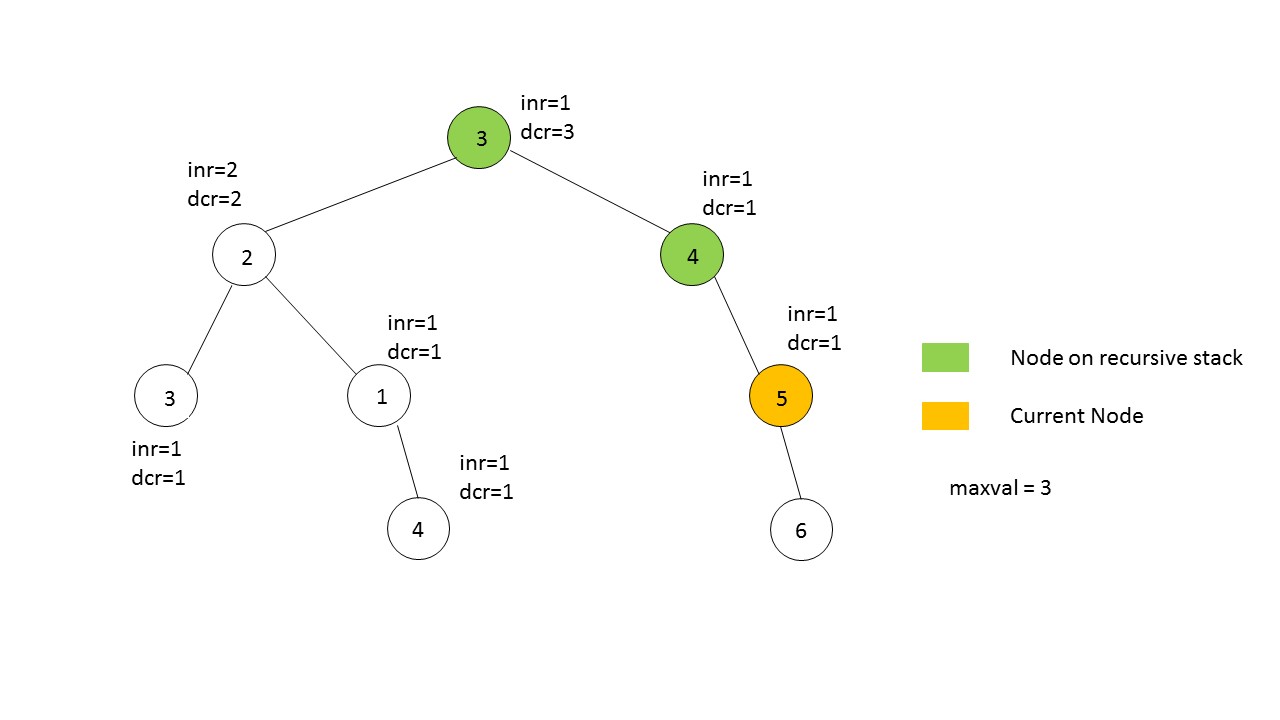 inr=1
dcr=3
3
inr=2
dcr=2
inr=1
dcr=1
2
4
inr=1
dcr=1
inr=1
dcr=1
Node on recursive stack
3
1
5
Current Node
inr=1
dcr=1
inr=1
dcr=1
maxval = 3
4
6